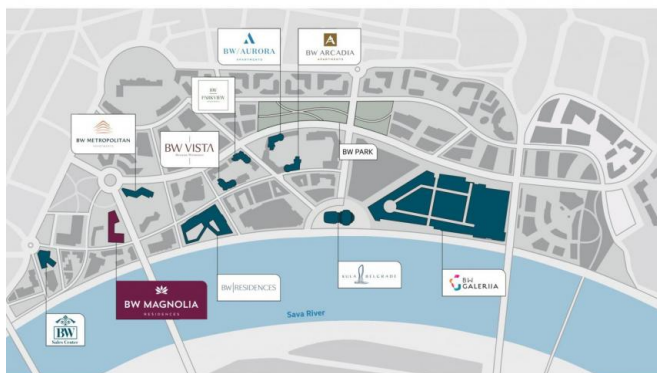 BW/AURORA
APARTMENTS
BW ARCADIA
APARTMENTS
BW
PARKVIEW
BW METROPOLITAN
BW VISTA
BW PARK
BW MAGNOLIA
RESIDENCES
BW|RESIDENCES
KULA BELGRADE
BW
GALERIJA
BW
Sales Center
Sava River